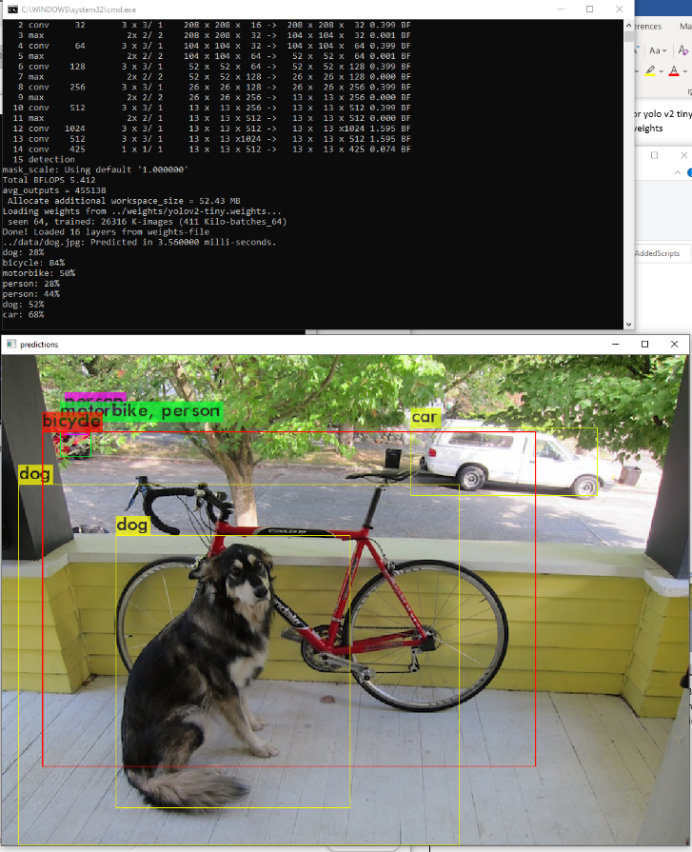 C:\WINDOWS\system32\cmd.exe
2 conv 32 3 x 3/ 1 208 x 208 x 16 -> 208 x 208 x 32 0.399 BF
3 max 2x 2/ 2 208 x 208 x 32 -> 104 x 104 x 32 0.001 BF
4 conv 64 3 x 3/ 1 104 x 104 x 32 -> 104 x 104 x 64 0.399 BF
5 max 2x 2/ 2 104 x 104 x 64 -> 52 x 52 x 64 0.001 BF
6 conv 128 3 x 3/ 1 52 x 52 x 64 -> 52 x 52 x 128 0.399 BF
7 max 2x 2/ 2 52 x 52 x 128 -> 26 x 26 x 128 0.000 BF
8 conv 256 3 x 3/ 1 26 x 26 x 128 -> 26 x 26 x 256 0.399 BF
9 max 2x 2/ 2 26 x 26 x 256 -> 13 x 13 x 256 0.000 BF
10 conv 512 3 x 3/ 1 13 x 13 x 256 -> 13 x 13 x 512 0.399 BF
11 max 2x 2/ 1 13 x 13 x 512 -> 13 x 13 x 512 0.000 BF
12 conv 1024 3 x 3/ 1 13 x 13 x 512 -> 13 x 13 x1024 1.595 BF
13 conv 512 3 x 3/ 1 13 x 13 x1024 -> 13 x 13 x 512 1.595 BF
14 conv 425 1 x 1/ 1 13 x 13 x 512 -> 13 x 13 x 425 0.074 BF
15 detection
mask_scale: Using default '1.000000'
Total BFLOPS 5.412
avg_outputs = 455138
Allocate additional workspace_size = 52.43 MB
Loading weights from ../weights/yolov2-tiny.weights...
seen 64, trained: 26316 K-images (411 Kilo-batches_64)
Done! Loaded 16 layers from weights-file
../data/dog.jpg: Predicted in 3.560000 milli-seconds.
dog: 28%
bicycle: 84%
motorbike: 50%
person: 28%
person: 44%
dog: 52%
car: 68%
rences Ma
Aa
A
or yolo v2 tiny
weights
AddedScripts
predictions
person
motorbike, person
bicycle
car
dog
dog